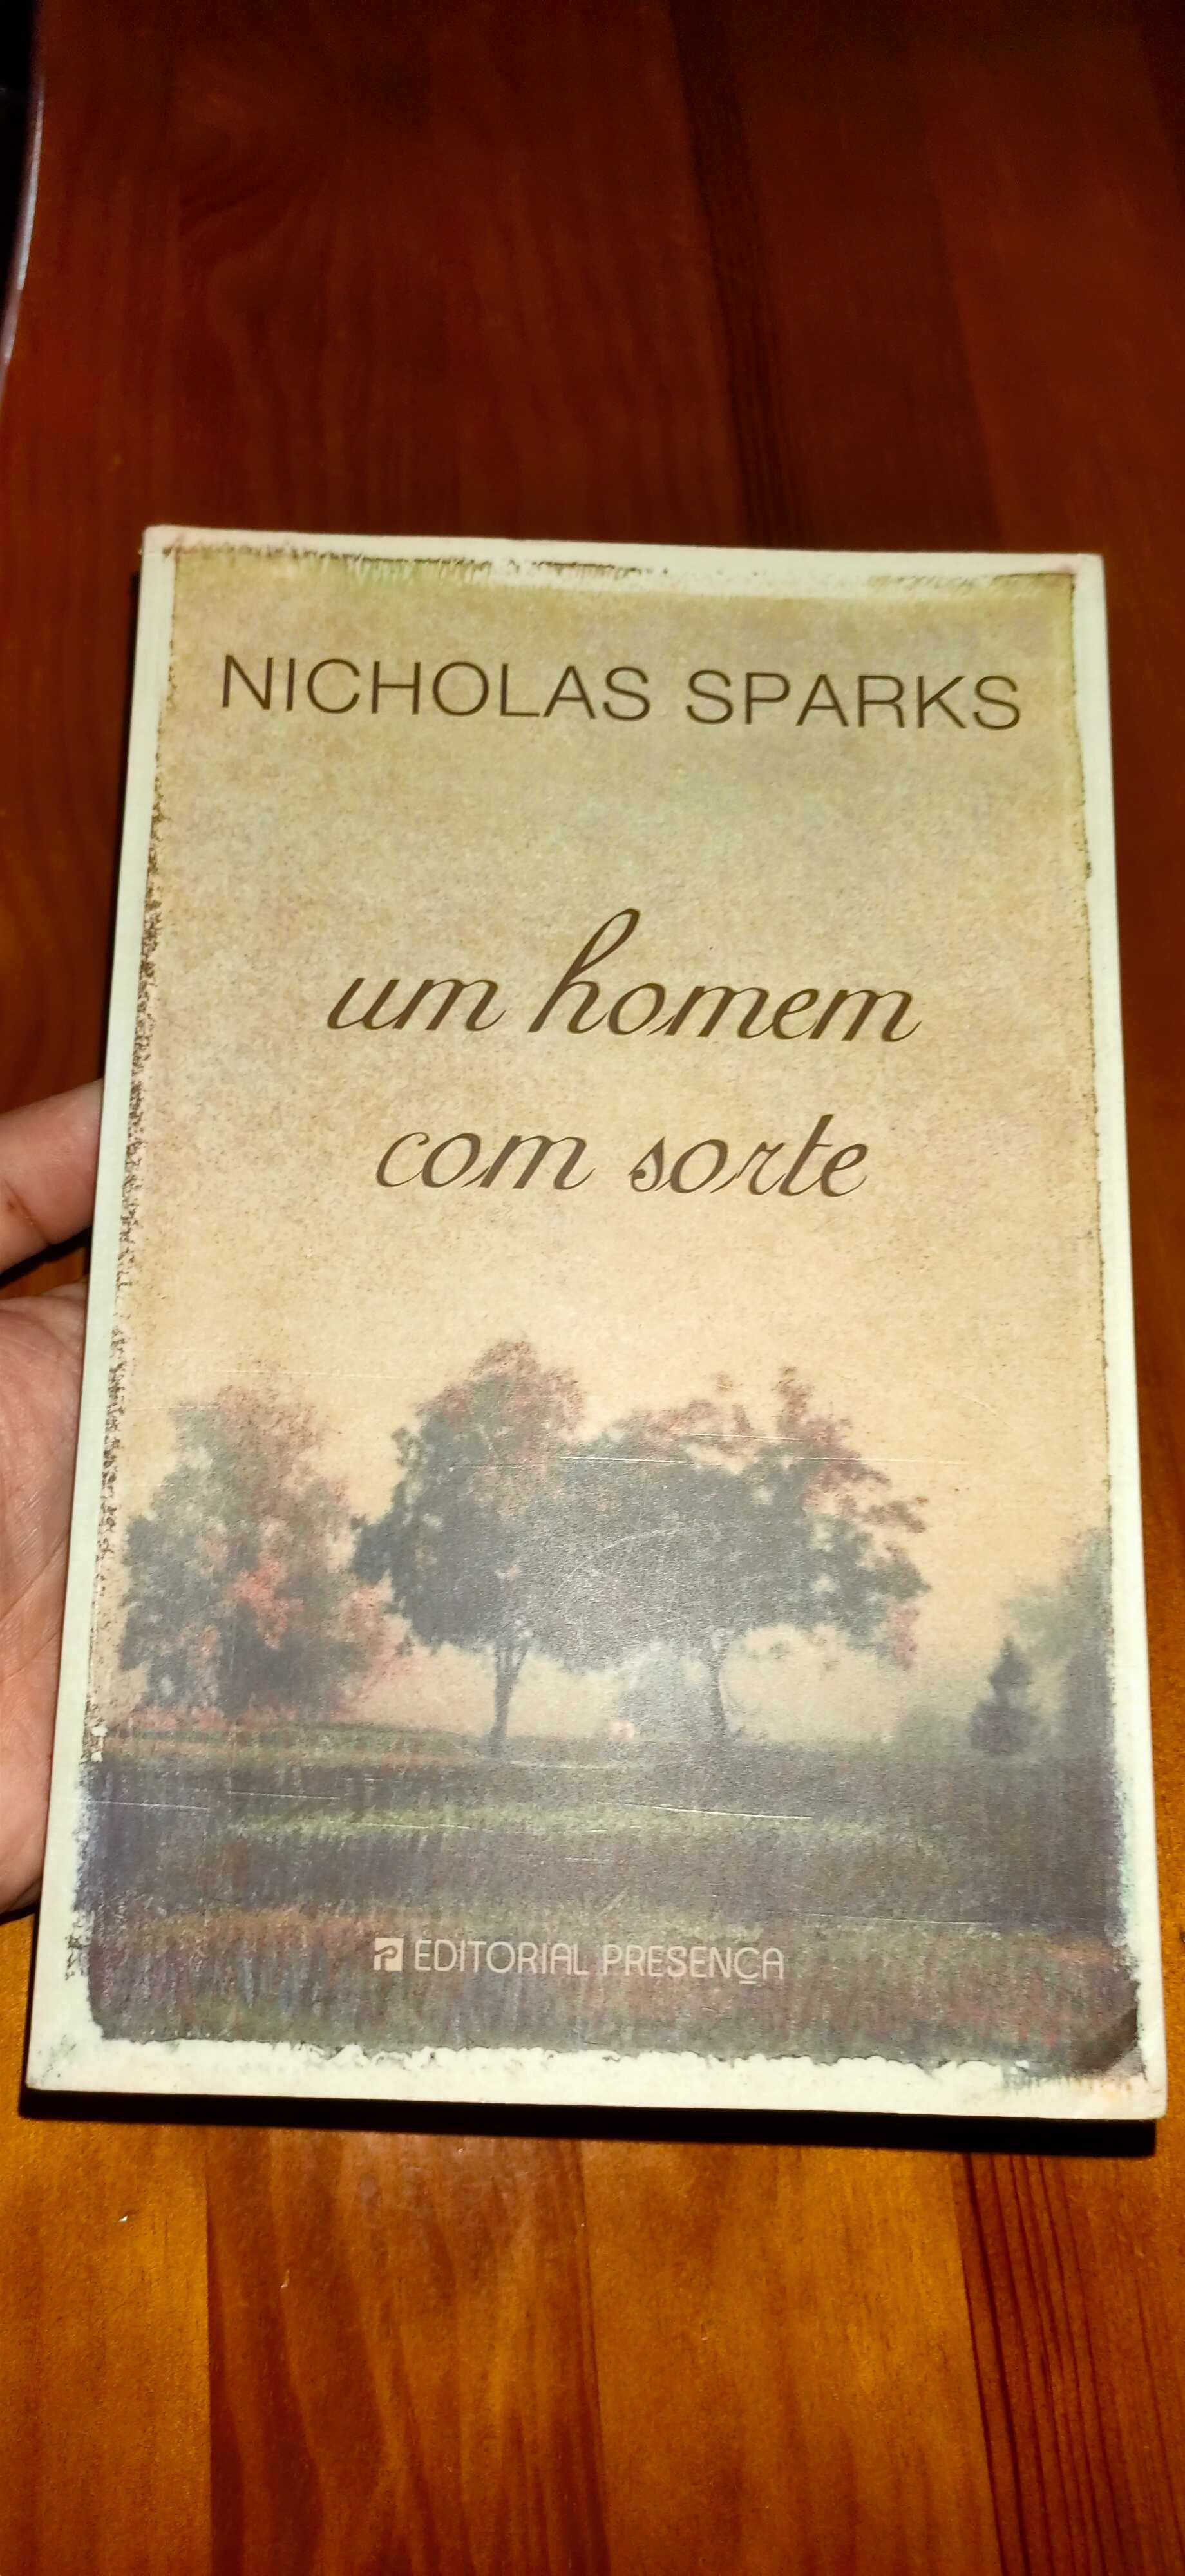 NICHOLAS SPARKS
um homem
com sorte
EDITORIAL PRESENÇA